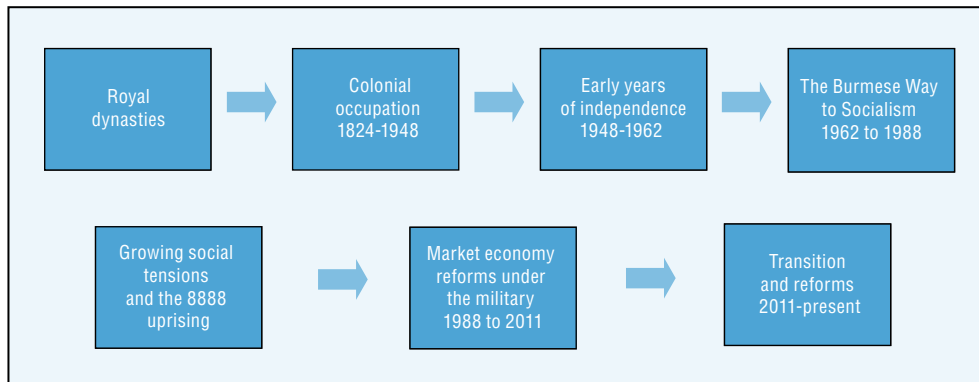 Royal
dynasties
Colonial
occupation
1824-1948
Early years
of independence
1948-1962
The Burmese Way
to Socialism
1962 to 1988
Growing social
tensions
and the 8888
uprising
Market economy
reforms under
the military
1988 to 2011
Transition
and reforms
2011-present